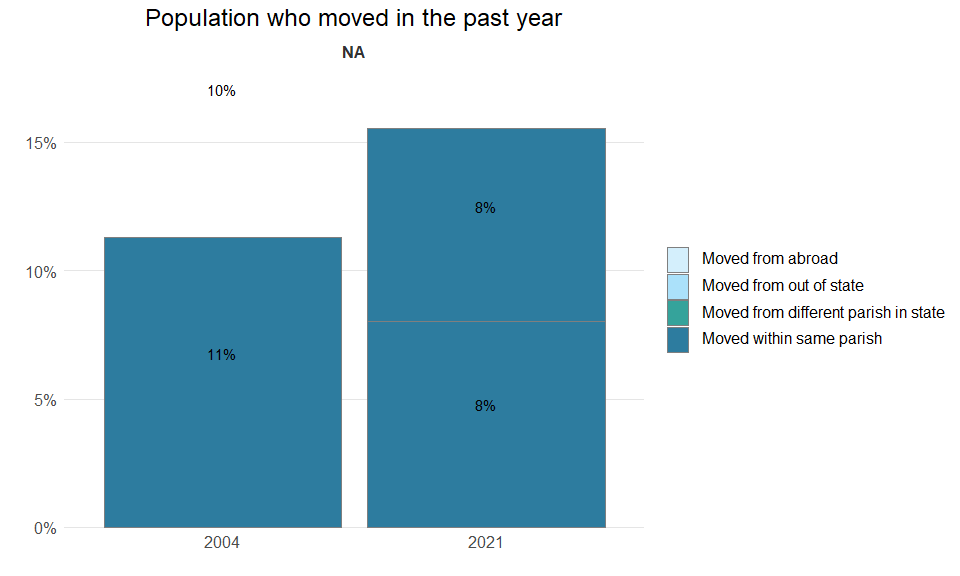 Population who moved in the past year
NA
10%
15%
8%
10%
Moved from abroad
Moved from out of state
Moved from different parish in state
Moved within same parish
11%
5%
8%
0%
2004
2021